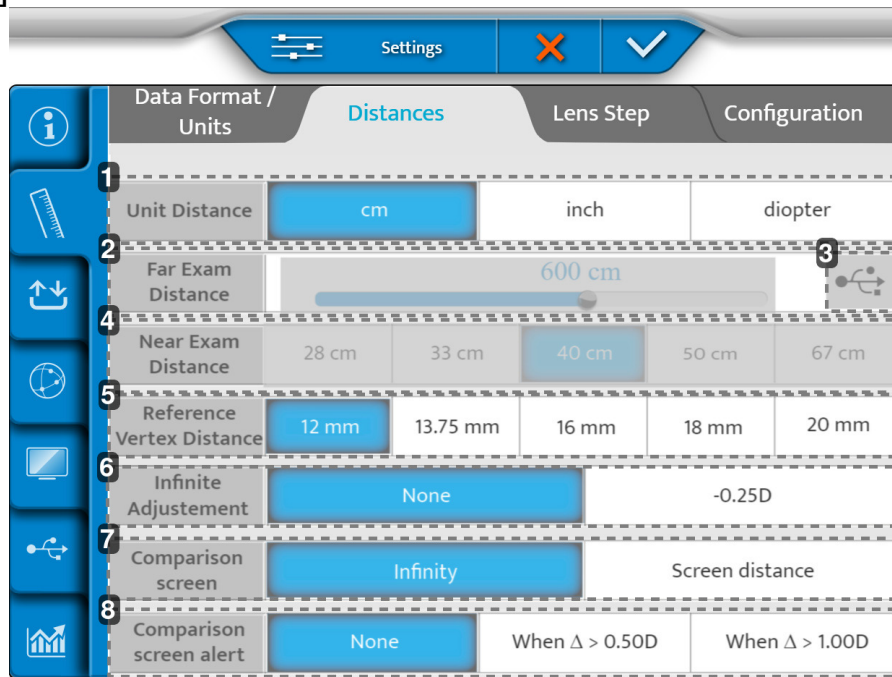 Settings
Data Format /
Units
Distances
Lens Step
Configuration
1
Unit Distance
cm
inch
diopter
2
Far Exam
Distance
600 cm
3
4
Near Exam
Distance
28 cm
33 cm
40 cm
50 cm
67 cm
5
Reference
Vertex Distance
12 mm
13.75 mm
16 mm
18 mm
20 mm
6
Infinite
Adjustement
None
-0.25D
7
Comparison
screen
Infinity
Screen distance
8
Comparison
screen alert
None
When Δ > 0.50D
When Δ > 1.00D